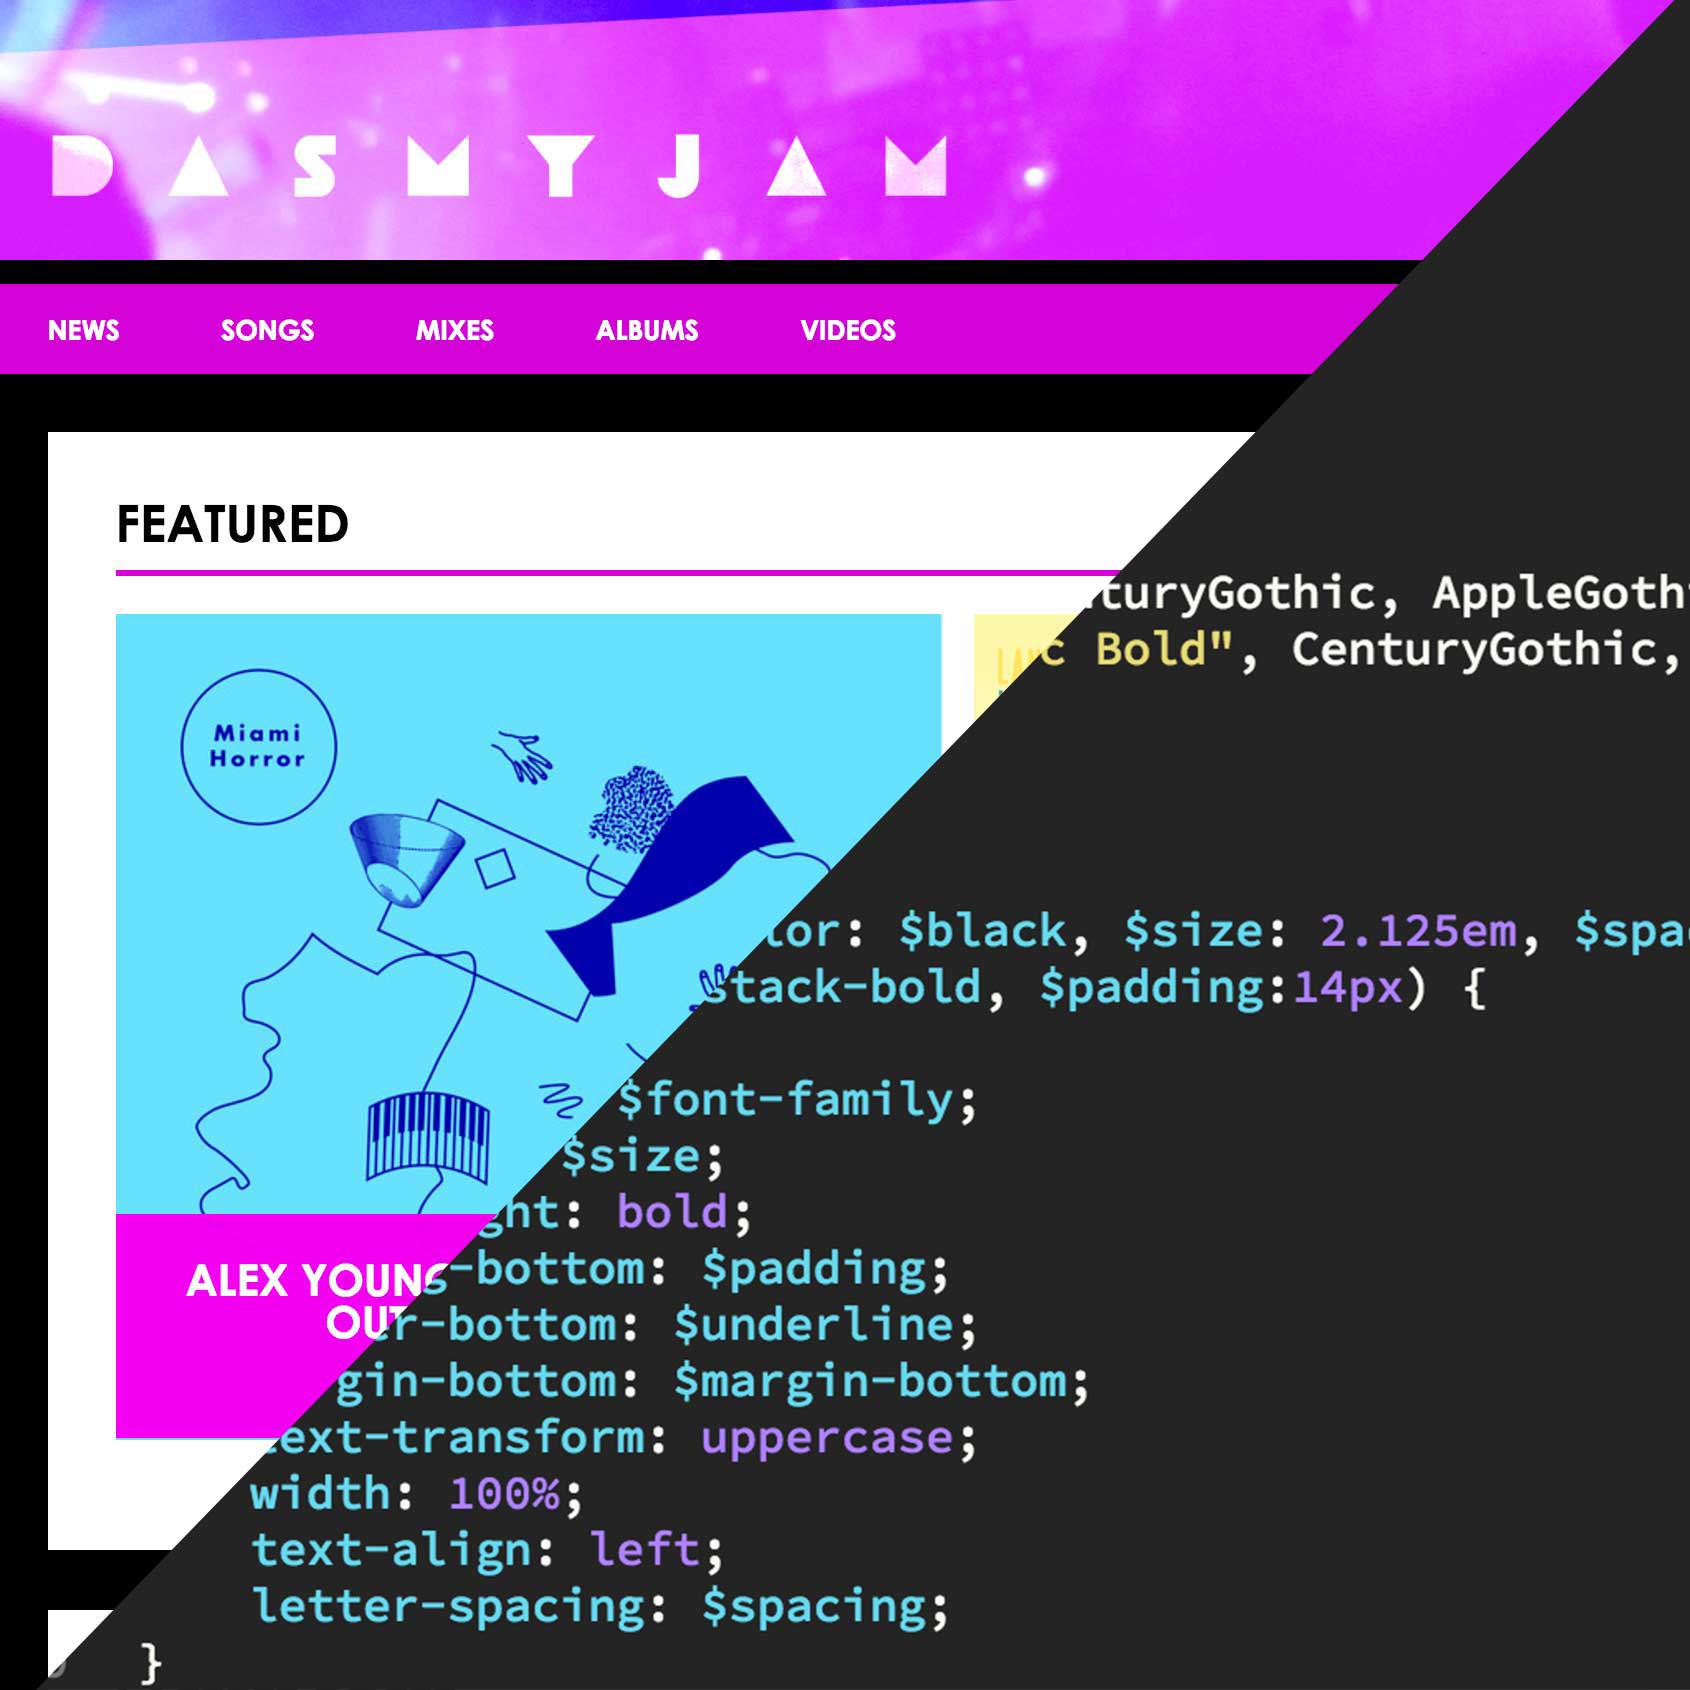 DASMYJAM
NEWS SONGS MIXES ALBUMS VIDEOS
FEATURED
Miami
Horror
ALEX YOUNG
OUT
turyGothic, AppleGoth
c Bold", CenturyGothic,
lor: $black, $size: 2.125em, $spa
stack-bold, $padding:14px) {
$font-family;
$size;
ght: bold;
g-bottom: $padding;
er-bottom: $underline;
gin-bottom: $margin-bottom;
text-transform: uppercase;
width: 100%;
text-align: left;
letter-spacing: $spacing;
}